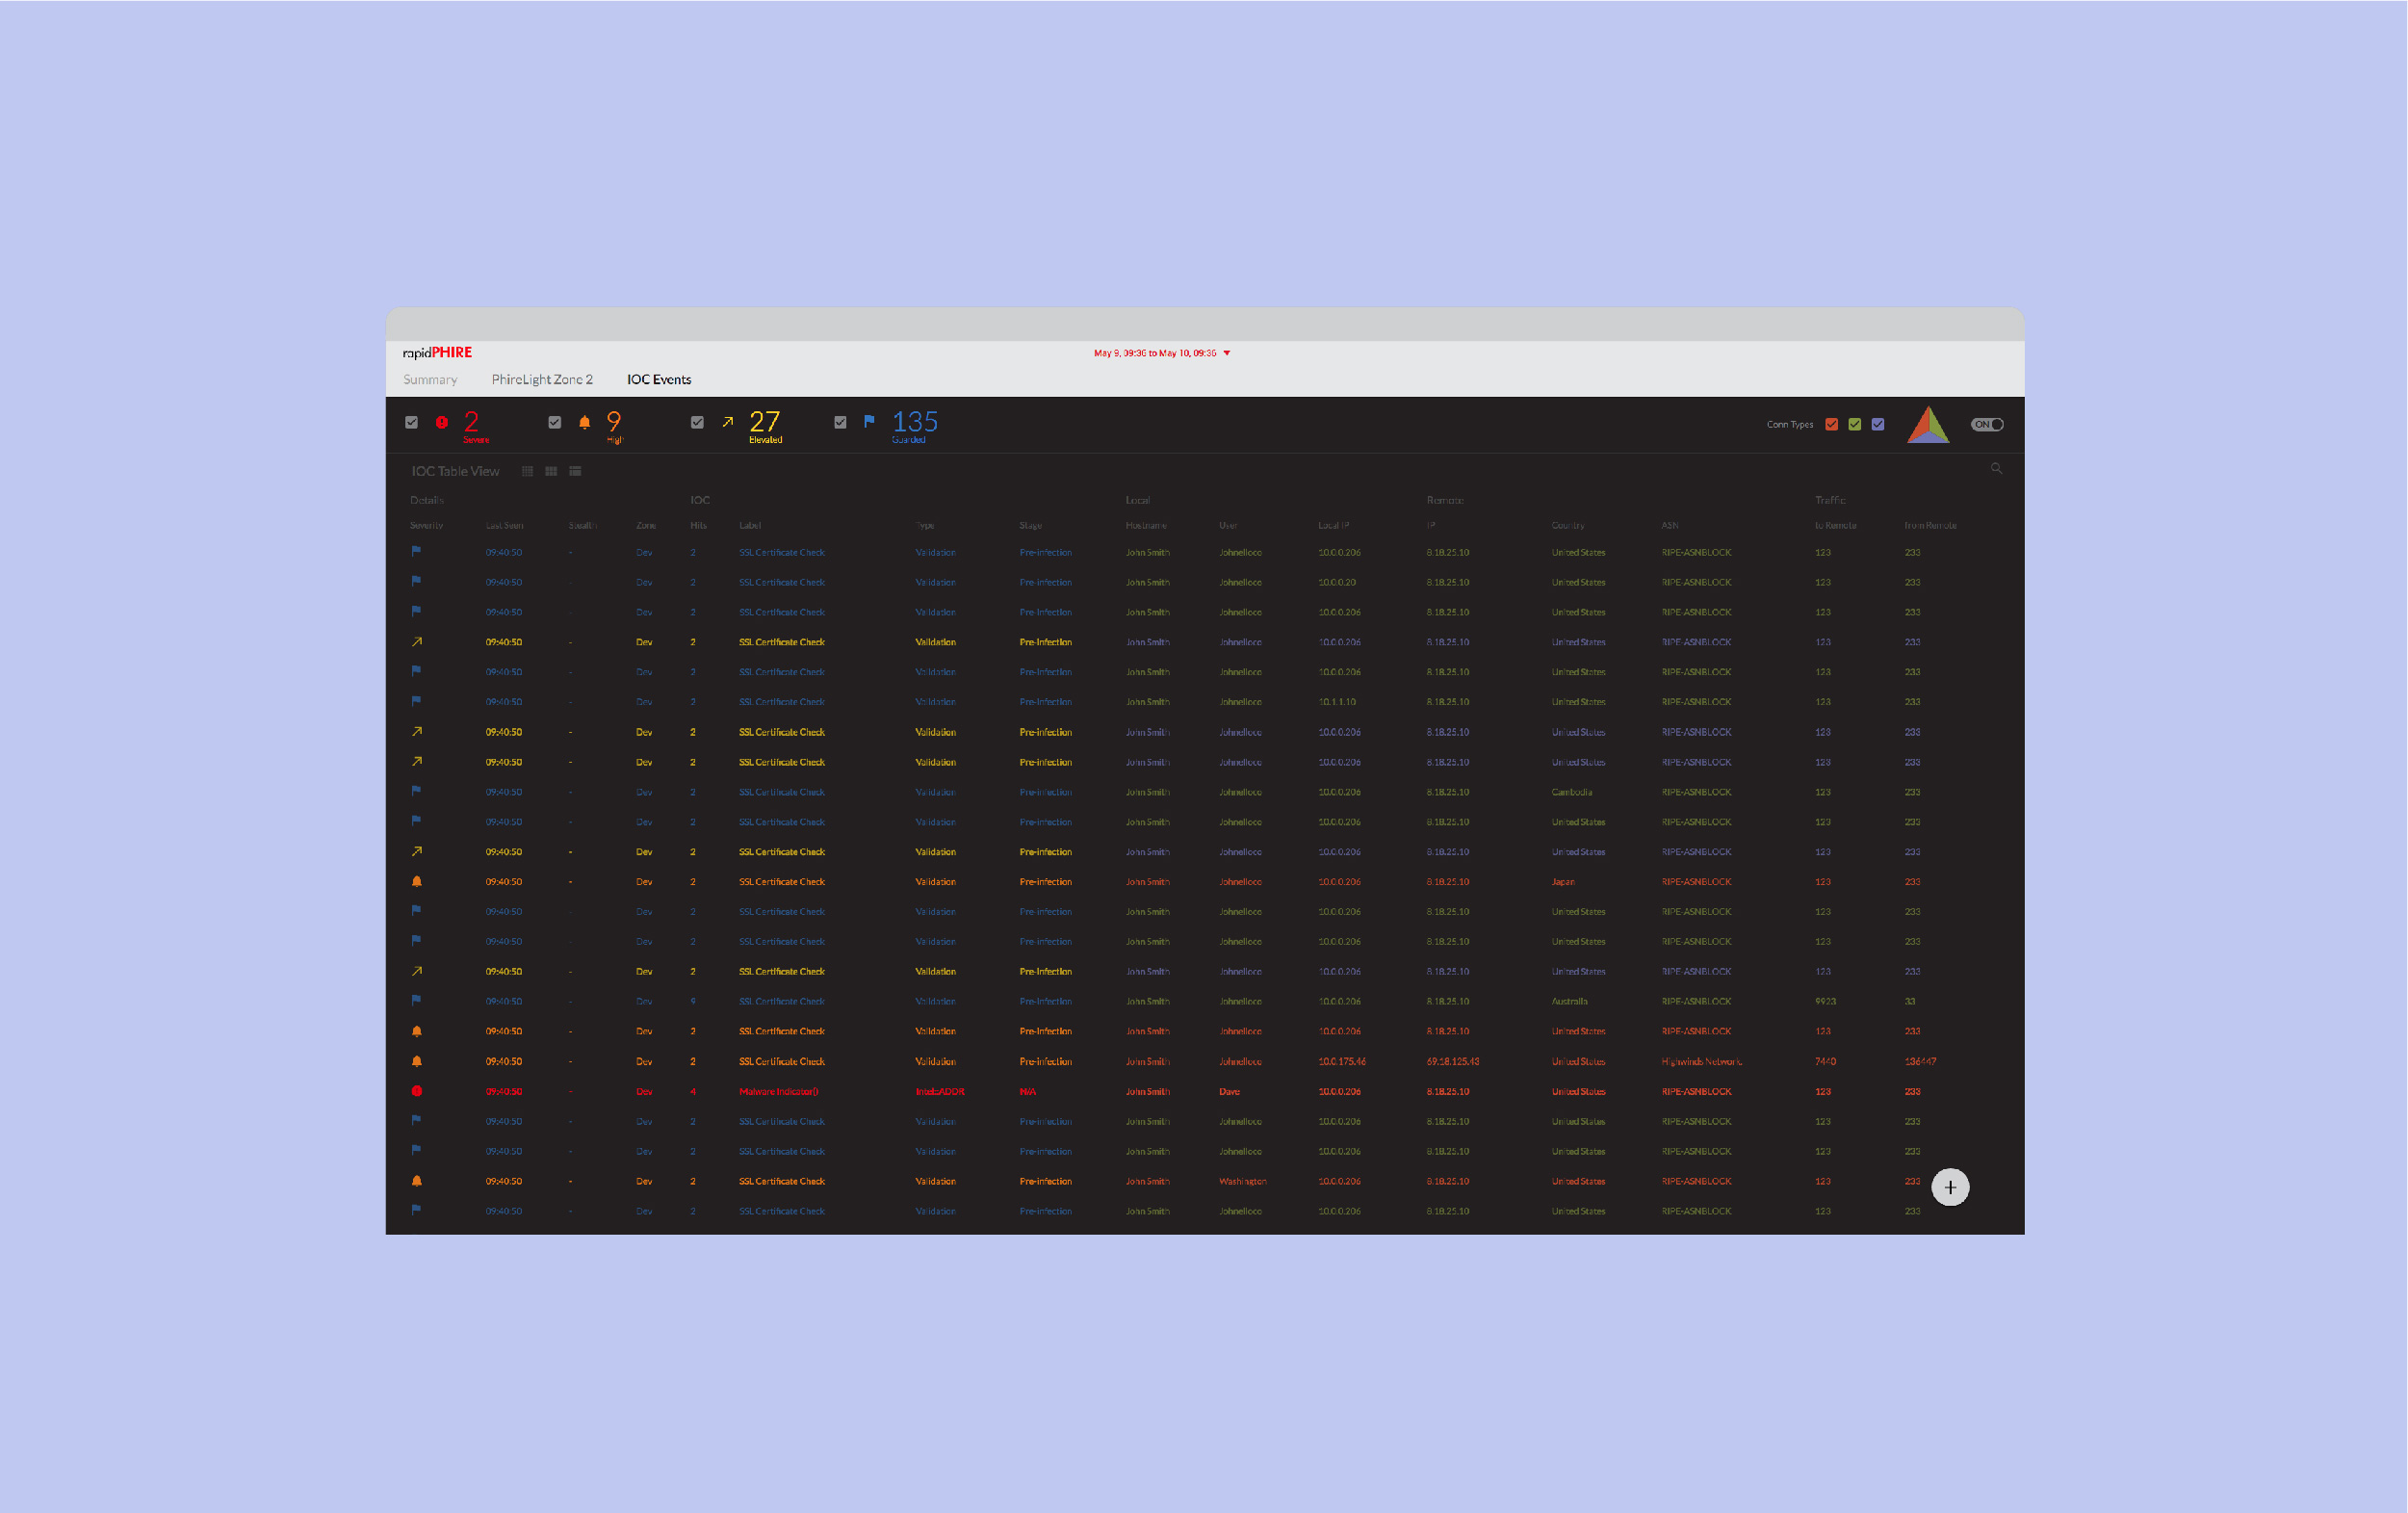 rapidPHIRE
May 9, 09:36 to May 10, 09:36
Summary PhireLight Zone 2 IOC Events
2 Severe 9 High 27 Elevated 135 Guarded Conn Types ON
IOC Table View
Details IOC Local Remote Traffic
Severity Last Seen Stealth Zone Hits Label Type Stage Hostname User Local IP IP Country ASN to Remote from Remote
09:40:50 - Dev 2 SSL Certificate Check Validation Pre-infection John Smith Johnelloco 10.0.0.206 8.18.25.10 United States RIPE-ASNBLOCK 123 233
09:40:50 - Dev 2 SSL Certificate Check Validation Pre-infection John Smith Johnelloco 10.0.0.20 8.18.25.10 United States RIPE-ASNBLOCK 123 233
09:40:50 - Dev 2 SSL Certificate Check Validation Pre-infection John Smith Johnelloco 10.0.0.206 8.18.25.10 United States RIPE-ASNBLOCK 123 233
09:40:50 - Dev 2 SSL Certificate Check Validation Pre-Infection John Smith Johnelloco 10.0.0.206 8.18.25.10 United States RIPE-ASNBLOCK 123 233
09:40:50 - Dev 2 SSL Certificate Check Validation Pre-infection John Smith Johnelloco 10.0.0.206 8.18.25.10 United States RIPE-ASNBLOCK 123 233
09:40:50 - Dev 2 SSL Certificate Check Validation Pre-infection John Smith Johnelloco 10.1.1.10 8.18.25.10 United States RIPE-ASNBLOCK 123 233
09:40:50 - Dev 2 SSL Certificate Check Validation Pre-infection John Smith Johnelloco 10.0.0.206 8.18.25.10 United States RIPE-ASNBLOCK 123 233
09:40:50 - Dev 2 SSL Certificate Check Validation Pre-infection John Smith Johnelloco 10.0.0.206 8.18.25.10 United States RIPE-ASNBLOCK 123 233
09:40:50 - Dev 2 SSL Certificate Check Validation Pre-infection John Smith Johnelloco 10.0.0.206 8.18.25.10 Cambodia RIPE-ASNBLOCK 123 233
09:40:50 - Dev 2 SSL Certificate Check Validation Pre-infection John Smith Johnelloco 10.0.0.206 8.18.25.10 United States RIPE-ASNBLOCK 123 233
09:40:50 - Dev 2 SSL Certificate Check Validation Pre-infection John Smith Johnelloco 10.0.0.206 8.18.25.10 United States RIPE-ASNBLOCK 123 233
09:40:50 - Dev 2 SSL Certificate Check Validation Pre-infection John Smith Johnelloco 10.0.0.206 8.18.25.10 Japan RIPE-ASNBLOCK 123 233
09:40:50 - Dev 2 SSL Certificate Check Validation Pre-infection John Smith Johnelloco 10.0.0.206 8.18.25.10 United States RIPE-ASNBLOCK 123 233
09:40:50 - Dev 2 SSL Certificate Check Validation Pre-infection John Smith Johnelloco 10.0.0.206 8.18.25.10 United States RIPE-ASNBLOCK 123 233
09:40:50 - Dev 2 SSL Certificate Check Validation Pre-infection John Smith Johnelloco 10.0.0.206 8.18.25.10 United States RIPE-ASNBLOCK 123 233
09:40:50 - Dev 9 SSL Certificate Check Validation Pre-infection John Smith Johnelloco 10.0.0.206 8.18.25.10 Australia RIPE-ASNBLOCK 9923 33
09:40:50 - Dev 2 SSL Certificate Check Validation Pre-infection John Smith Johnelloco 10.0.0.206 8.18.25.10 United States RIPE-ASNBLOCK 123 233
09:40:50 - Dev 2 SSL Certificate Check Validation Pre-infection John Smith Johnelloco 10.0.175.46 69.18.125.43 United States Highwinds Network. 7440 136447
09:40:50 - Dev 4 Malware Indicator() Intel::ADDR N/A John Smith Dave 10.0.0.206 8.18.25.10 United States RIPE-ASNBLOCK 123 233
09:40:50 - Dev 2 SSL Certificate Check Validation Pre-infection John Smith Johnelloco 10.0.0.206 8.18.25.10 United States RIPE-ASNBLOCK 123 233
09:40:50 - Dev 2 SSL Certificate Check Validation Pre-infection John Smith Johnelloco 10.0.0.206 8.18.25.10 United States RIPE-ASNBLOCK 123 233
09:40:50 - Dev 2 SSL Certificate Check Validation Pre-infection John Smith Washington 10.0.0.206 8.18.25.10 United States RIPE-ASNBLOCK 123 233
09:40:50 - Dev 2 SSL Certificate Check Validation Pre-infection John Smith Johnelloco 10.0.0.206 8.18.25.10 United States RIPE-ASNBLOCK 123 233